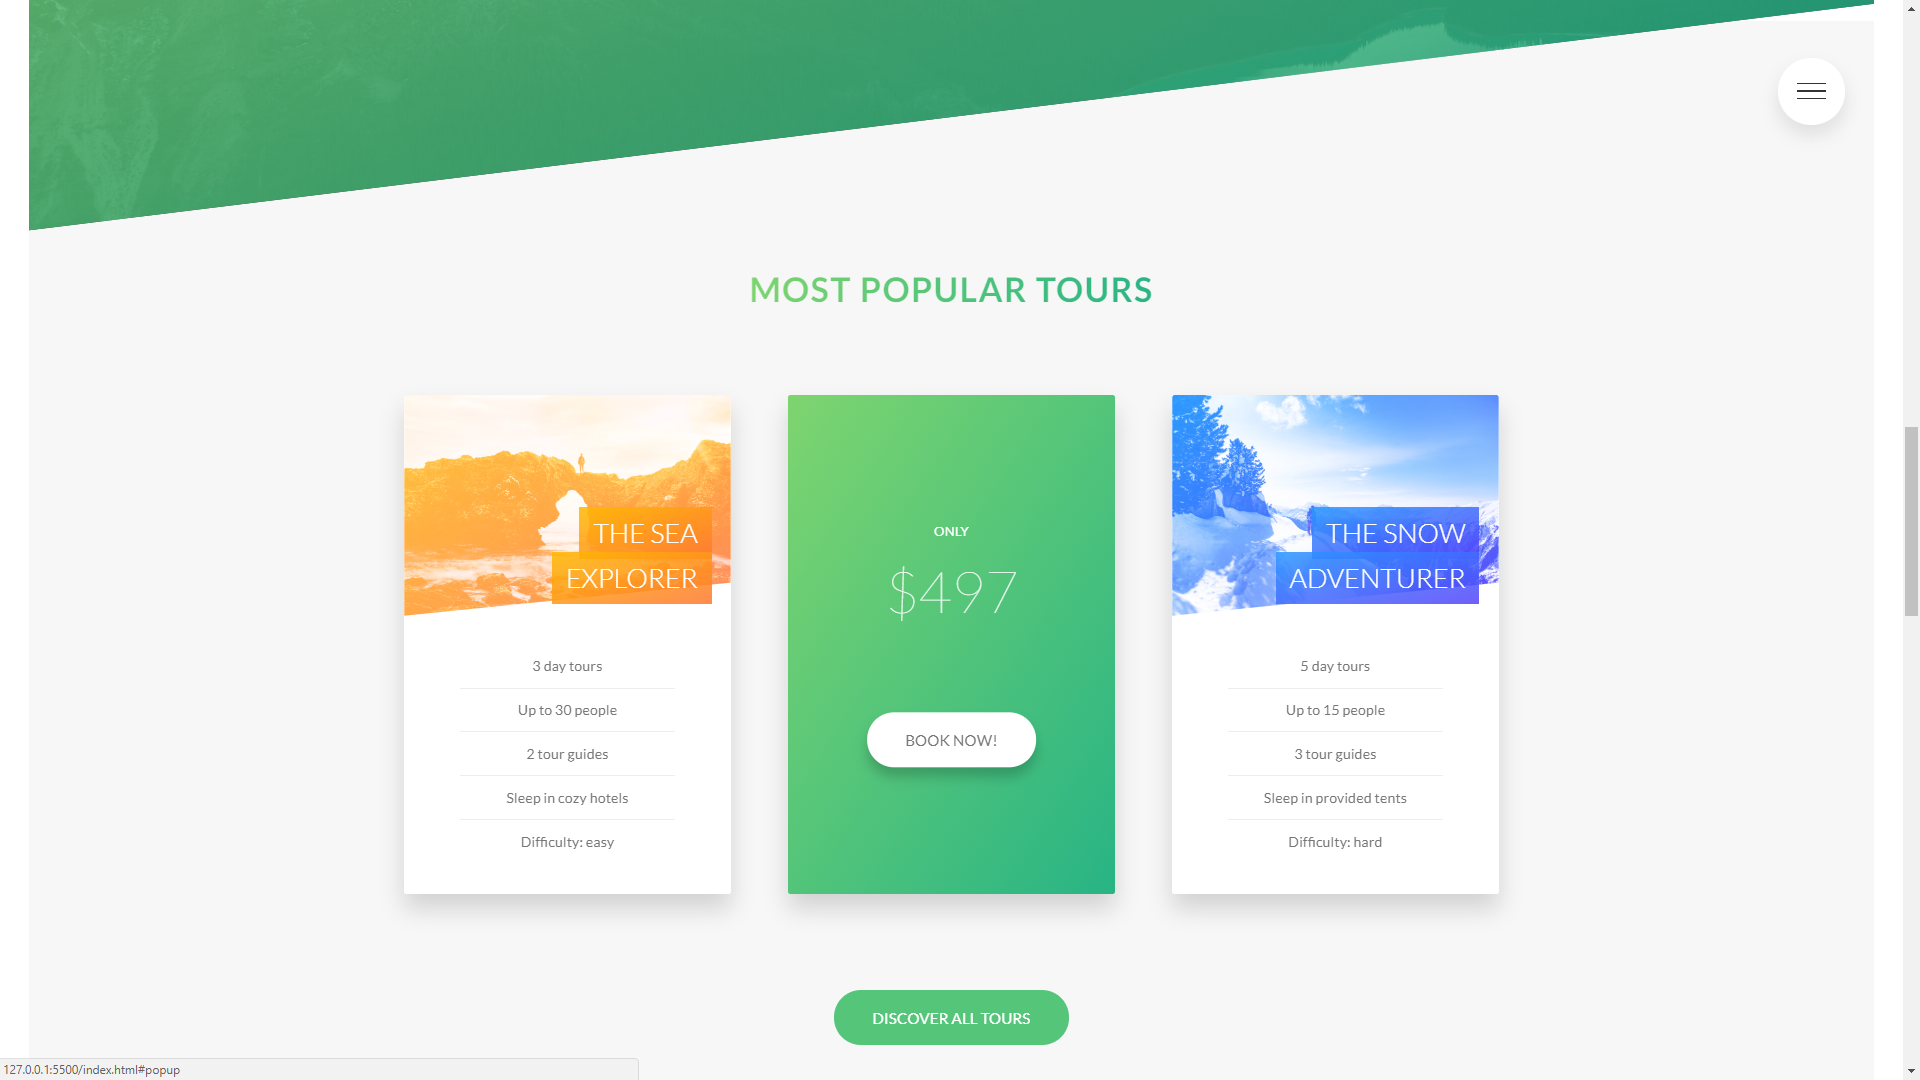 MOST POPULAR TOURS
THE SEA
EXPLORER
3 day tours
Up to 30 people
2 tour guides
Sleep in cozy hotels
Difficulty: easy
ONLY
$497
BOOK NOW!
THE SNOW
ADVENTURER
5 day tours
Up to 15 people
3 tour guides
Sleep in provided tents
Difficulty: hard
DISCOVER ALL TOURS
127.0.0.1:5500/index.html#popup